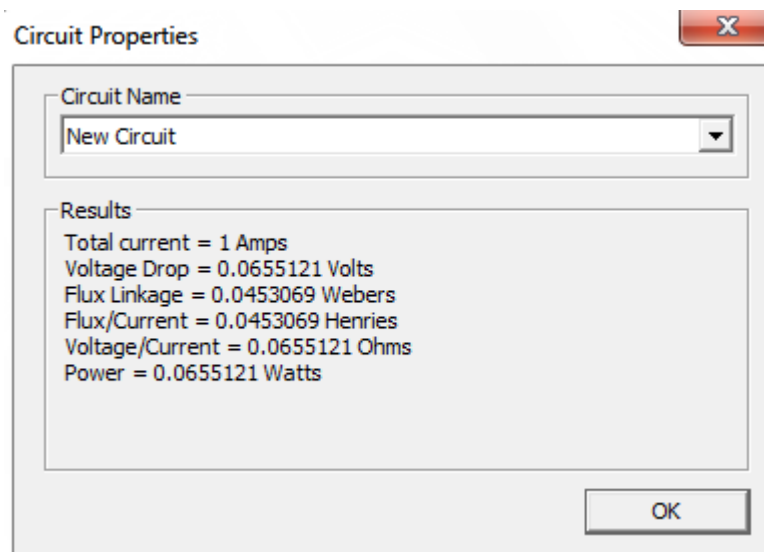 Circuit Properties
Circuit Name
New Circuit
Results
Total current = 1 Amps
Voltage Drop = 0.0655121 Volts
Flux Linkage = 0.0453069 Webers
Flux/Current = 0.0453069 Henries
Voltage/Current = 0.0655121 Ohms
Power = 0.0655121 Watts
OK